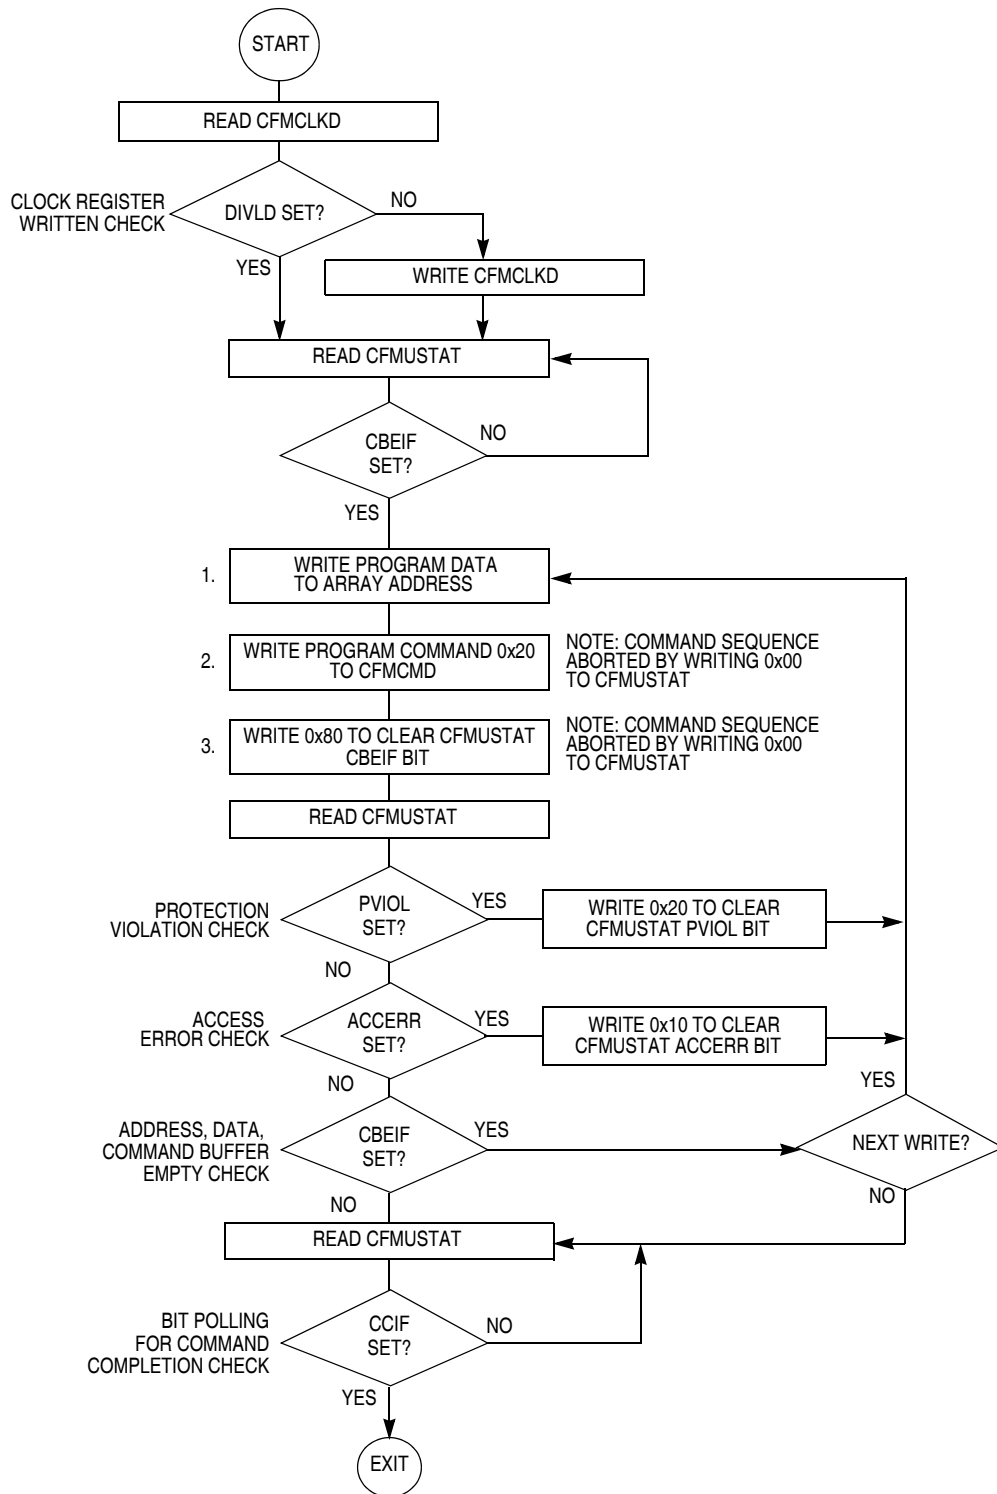 START
READ CFMCLKD
CLOCK REGISTER
WRITTEN CHECK
DIVLD SET?
NO
YES
WRITE CFMCLKD
READ CFMUSTAT
CBEIF
SET?
NO
YES
1.
WRITE PROGRAM DATA
TO ARRAY ADDRESS
2.
WRITE PROGRAM COMMAND 0x20
TO CFMCMD
NOTE: COMMAND SEQUENCE
ABORTED BY WRITING 0x00
TO CFMUSTAT
3.
WRITE 0x80 TO CLEAR CFMUSTAT
CBEIF BIT
NOTE: COMMAND SEQUENCE
ABORTED BY WRITING 0x00
TO CFMUSTAT
READ CFMUSTAT
PROTECTION
VIOLATION CHECK
PVIOL
SET?
YES
WRITE 0x20 TO CLEAR
CFMUSTAT PVIOL BIT
NO
ACCESS
ERROR CHECK
ACCERR
SET?
YES
WRITE 0x10 TO CLEAR
CFMUSTAT ACCERR BIT
NO
YES
ADDRESS, DATA,
COMMAND BUFFER
EMPTY CHECK
CBEIF
SET?
YES
NEXT WRITE?
NO
NO
READ CFMUSTAT
BIT POLLING
FOR COMMAND
COMPLETION CHECK
CCIF
SET?
NO
YES
EXIT